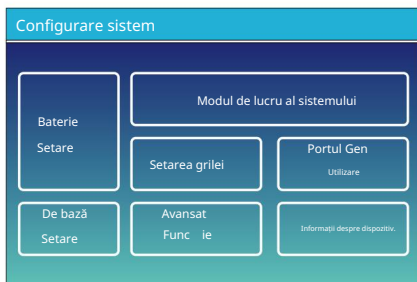 Configurare sistem
Baterie
Setare
Modul de lucru al sistemului
Setarea grilei
Portul Gen
Utilizare
De bază
Setare
Avansat
Func ie
Informații despre dispozitiv.